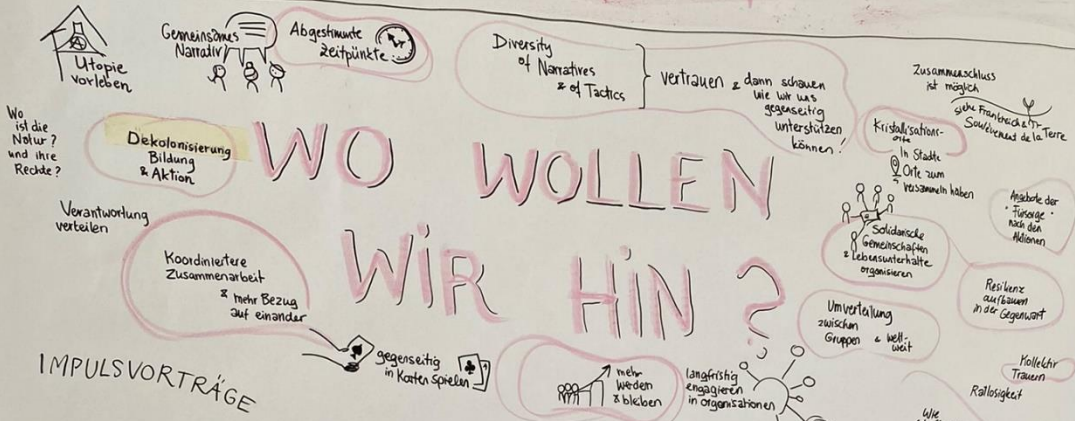 Utopie
vorleben
Gemeinsames
Narrativ
Abgestimmte
Zeitpünkte
Diversity
of Narratives
& of Tactics
vertrauen & dann schauen
wie wir uns
gegenseitig
unterstützen
können!
Zusammenschluss
ist möglich
siehe Frankreich &
Soulèvement de la Terre
Wo
ist die
Natur?
und ihre
Rechte?
Dekolonisierung
Bildung
& Aktion
WO WOLLEN
WIR HIN?
Kristallisations-
orte
In Städte
Orte zum
versammeln haben
Angebote der
Fürsorge
nach den
Aktionen
Verantwortung
verteilen
Koordiniertere
Zusammenarbeit
& mehr Bezug
auf einander
Solidarische
Gemeinschaften
& Lebensunterhalte
organisieren
Resilienz
aufbauen
in der Gegenwart
Umverteilung
zwischen
Gruppen & welt-
weit
gegenseitig
in Karten spielen
mehr
werden
& bleiben
langfristig
engagieren
in organisationen
Kollektiv
Trauern
Ratlosigkeit
IMPULSVORTRÄGE
Wie